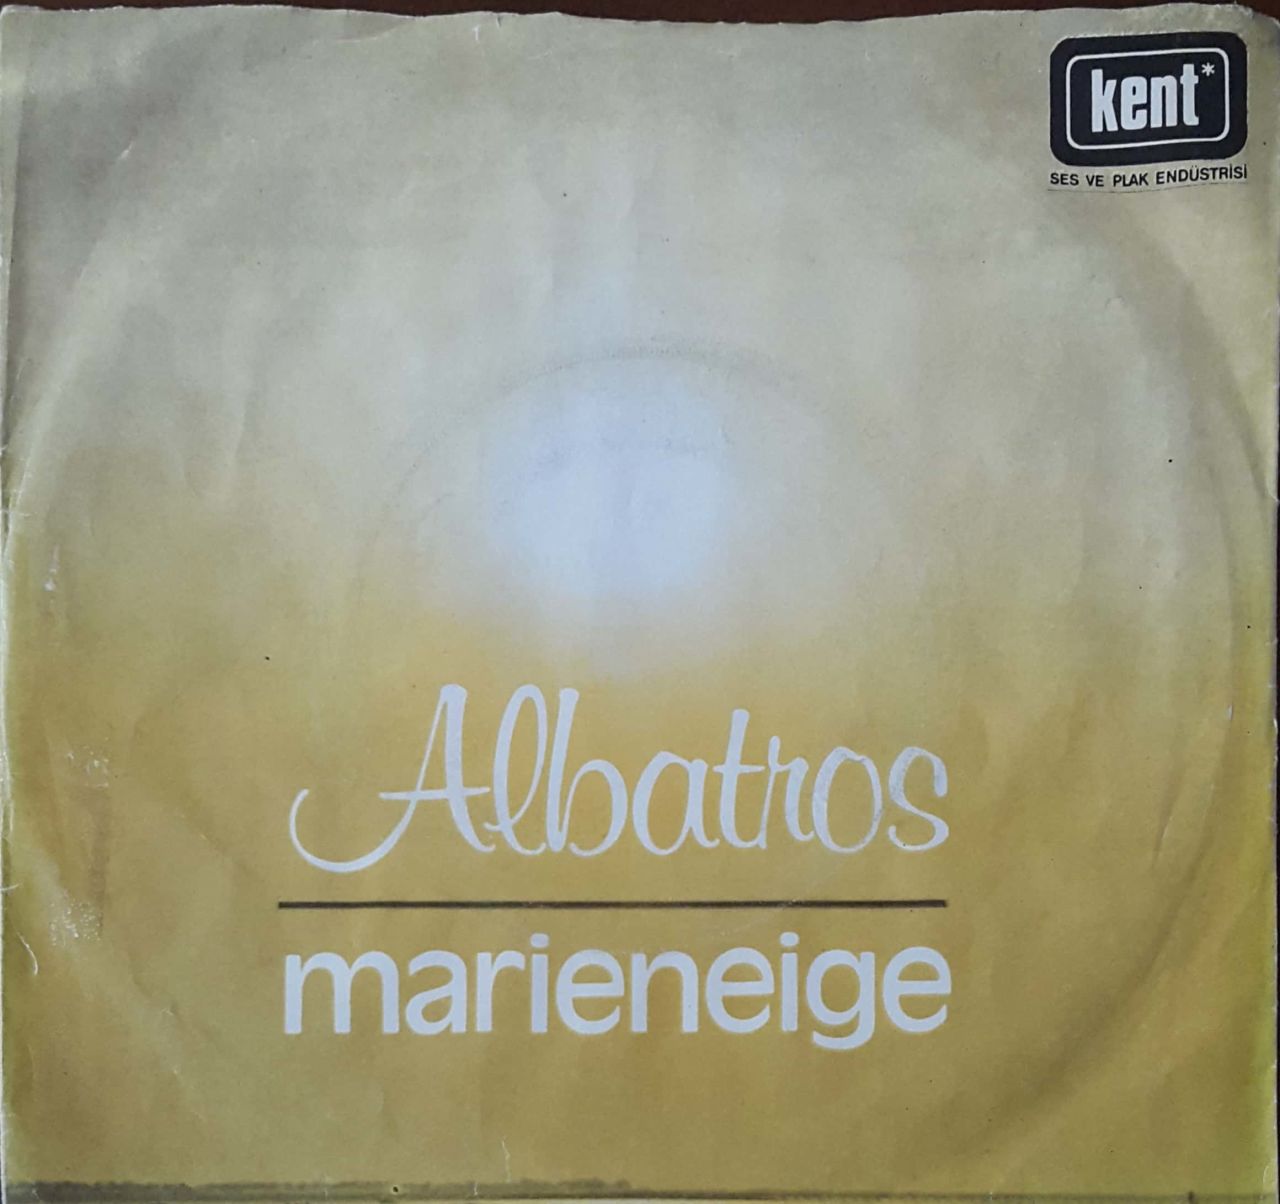 kent*
SES VE PLAK ENDÜSTRİSİ
Albatros
marieneige